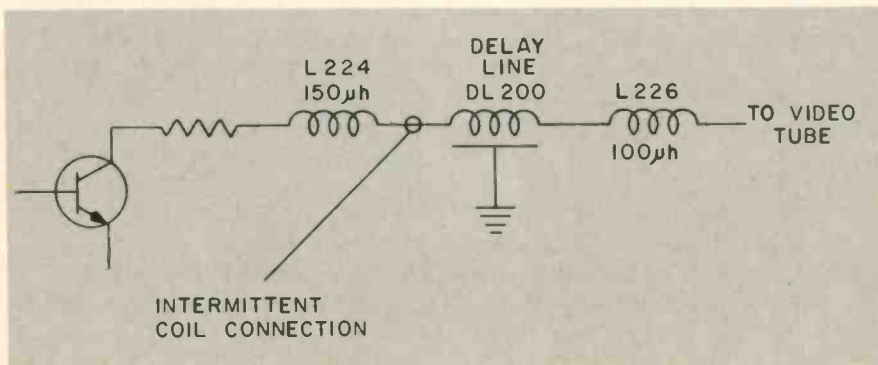 L 224
150μh
DELAY
LINE
DL 200
L 226
100μh
TO VIDEO
TUBE
INTERMITTENT
COIL CONNECTION